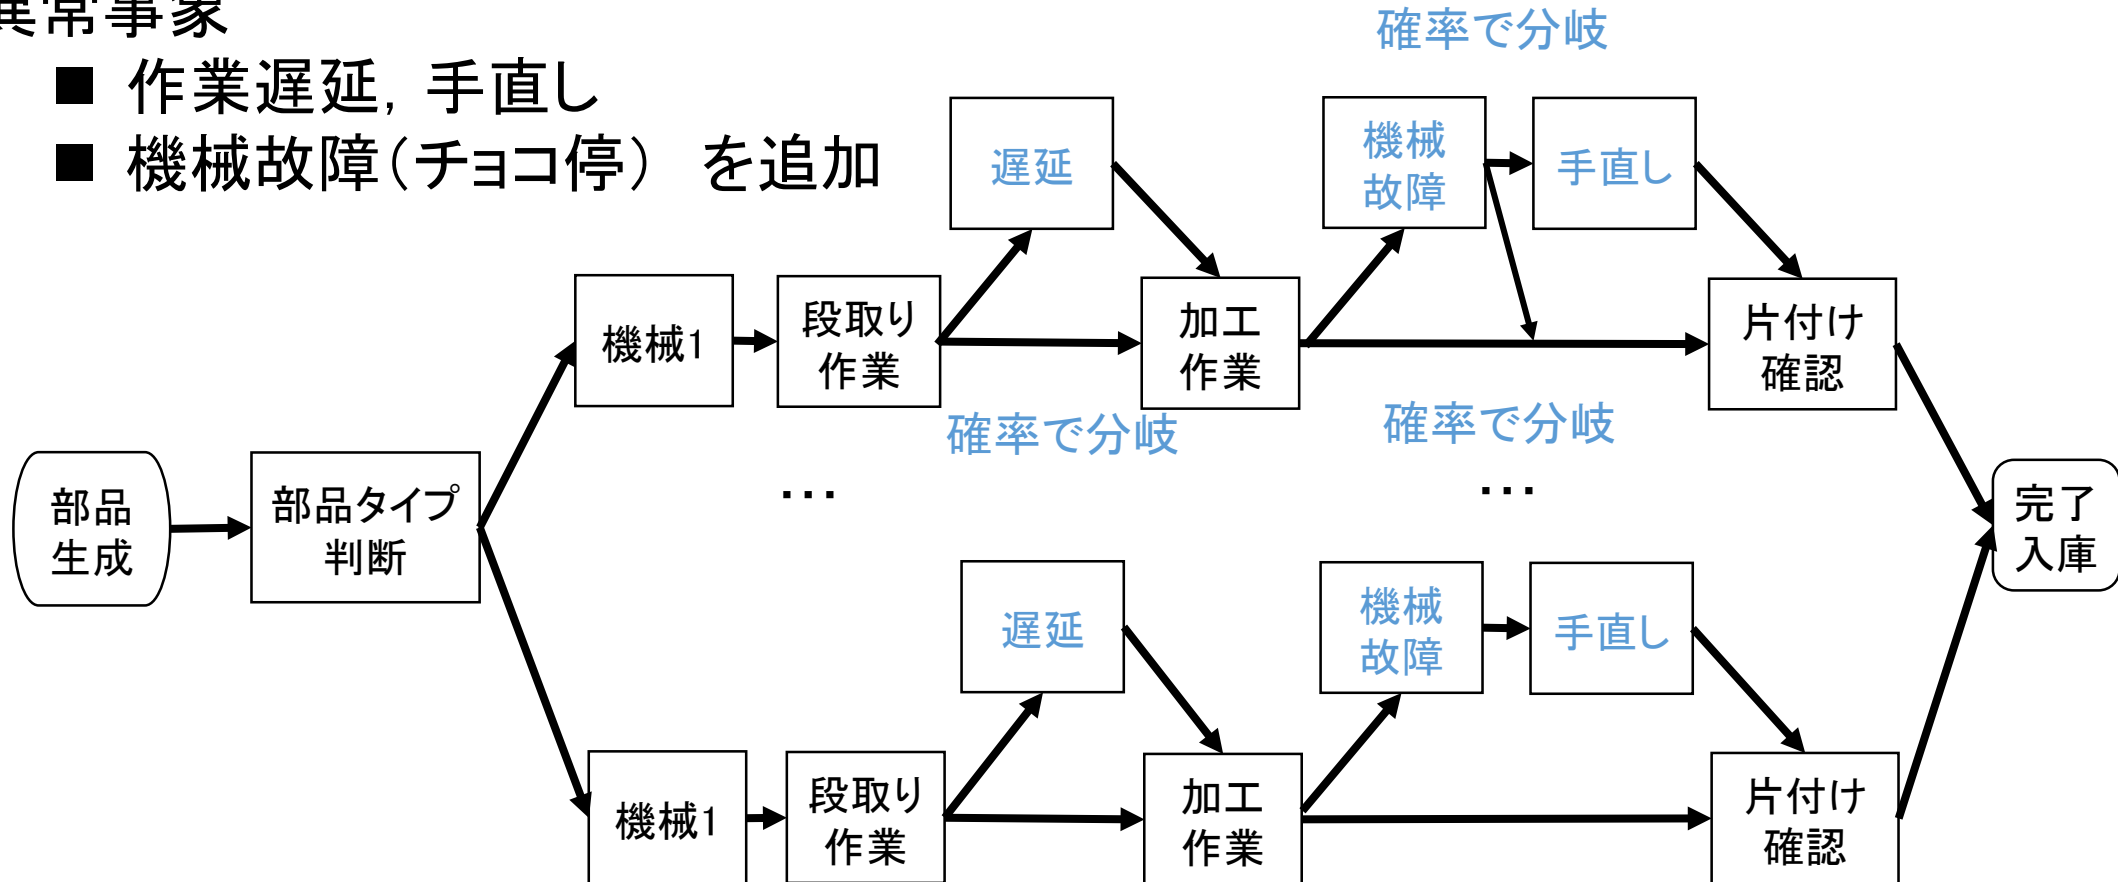 異常事象
■ 作業遅延, 手直し
■ 機械故障(チョコ停) を追加
確率で分岐
遅延
機械
故障
手直し
機械1
段取り
作業
加工
作業
片付け
確認
確率で分岐
確率で分岐
...
...
部品
生成
部品タイプ
判断
完了
入庫
遅延
機械
故障
手直し
機械1
段取り
作業
加工
作業
片付け
確認